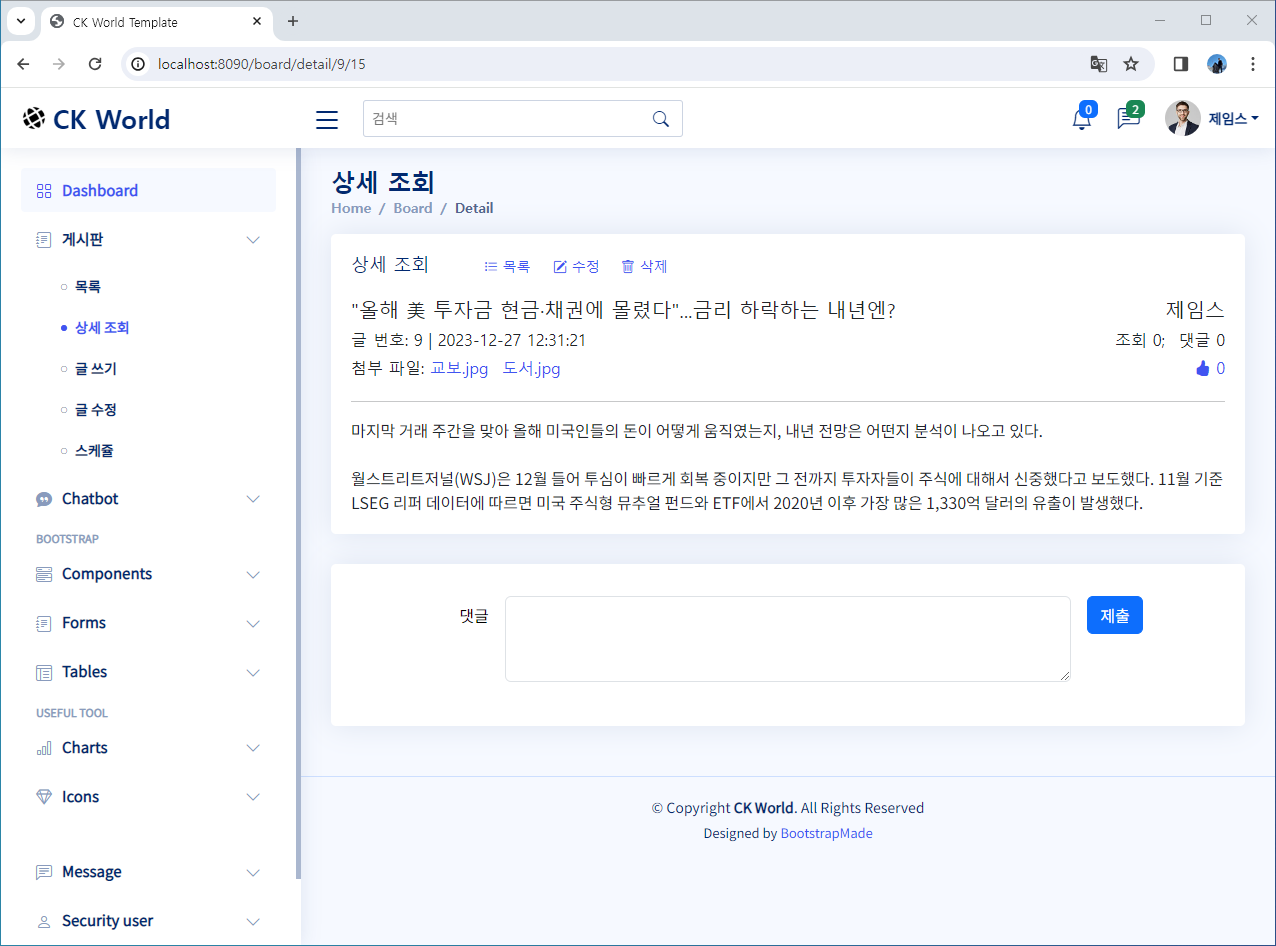 CK World Template
localhost:8090/board/detail/9/15
CK World
검색
0
2
제임스
Dashboard
게시판
목록
상세 조회
글 쓰기
글 수정
스케쥴
Chatbot
BOOTSTRAP
Components
Forms
Tables
USEFUL TOOL
Charts
Icons
Message
Security user
상세 조회
Home / Board / Detail
상세 조회 목록 수정 삭제
"올해 美 투자금 현금·채권에 몰렸다"...금리 하락하는 내년엔? 제임스
글 번호: 9 | 2023-12-27 12:31:21 조회 0; 댓글 0
첨부 파일: 교보.jpg 도서.jpg 0
마지막 거래 주간을 맞아 올해 미국인들의 돈이 어떻게 움직였는지, 내년 전망은 어떤지 분석이 나오고 있다.
월스트리트저널(WSJ)은 12월 들어 투심이 빠르게 회복 중이지만 그 전까지 투자자들이 주식에 대해서 신중했다고 보도했다. 11월 기준
LSEG 리퍼 데이터에 따르면 미국 주식형 뮤추얼 펀드와 ETF에서 2020년 이후 가장 많은 1,330억 달러의 유출이 발생했다.
댓글
제출
© Copyright CK World. All Rights Reserved
Designed by BootstrapMade